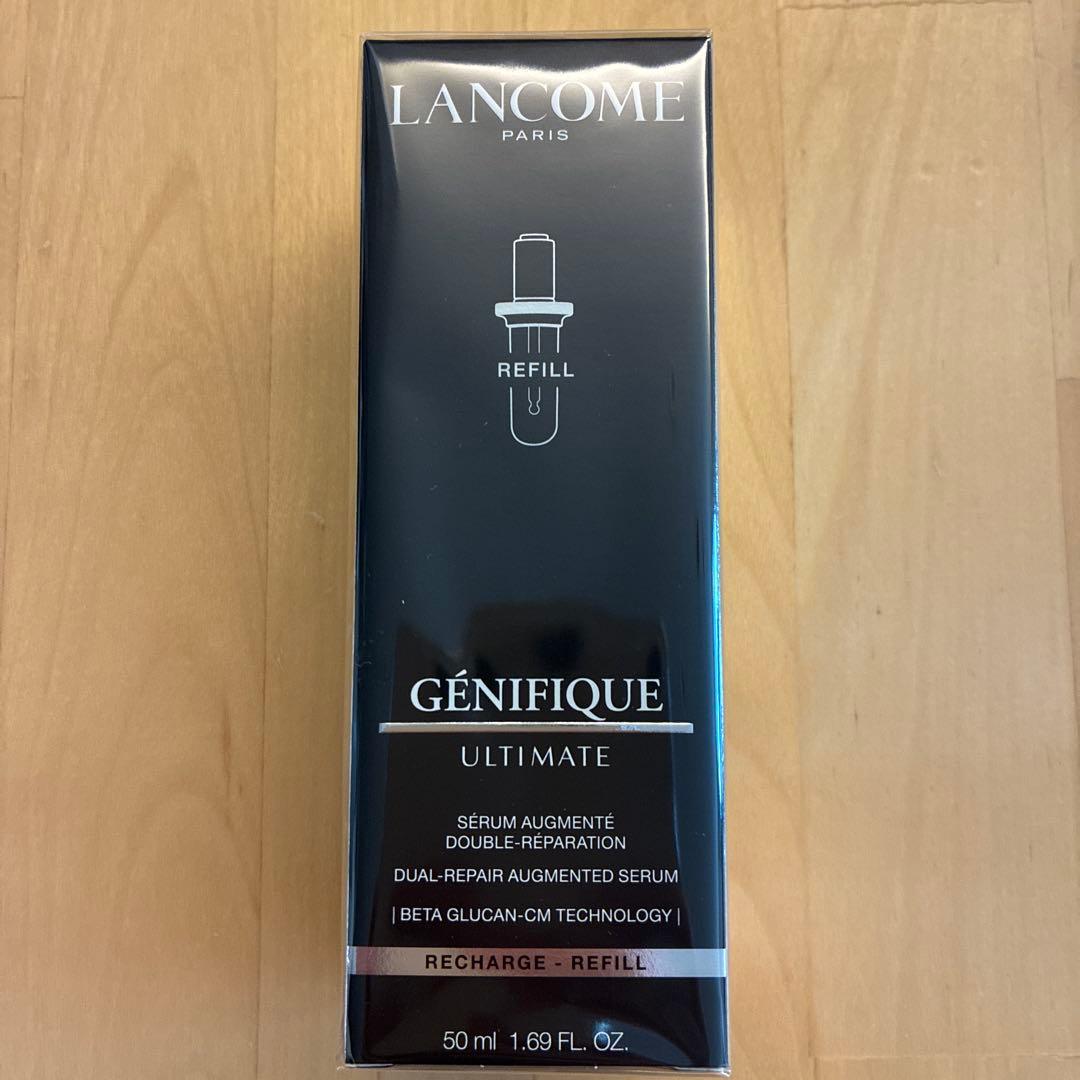 LANCOME
PARIS
REFILL
GÉNIFIQUE
ULTIMATE
SÉRUM AUGMENTÉ
DOUBLE-RÉPARATION
DUAL-REPAIR AUGMENTED SERUM
| BETA GLUCAN-CM TECHNOLOGY |
RECHARGE - REFILL
50 ml 1.69 FL. OZ.